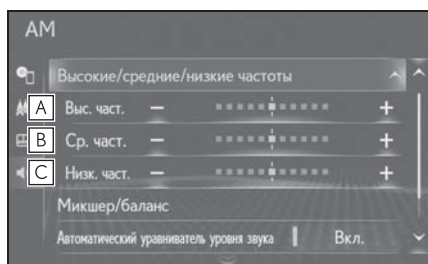 AM
Высокие/средние/низкие частоты
A Выс. част. − +
B Ср. част. − +
C Низк. част. − +
Микшер/баланс
Автоматический уравниватель уровня звука Вкл.